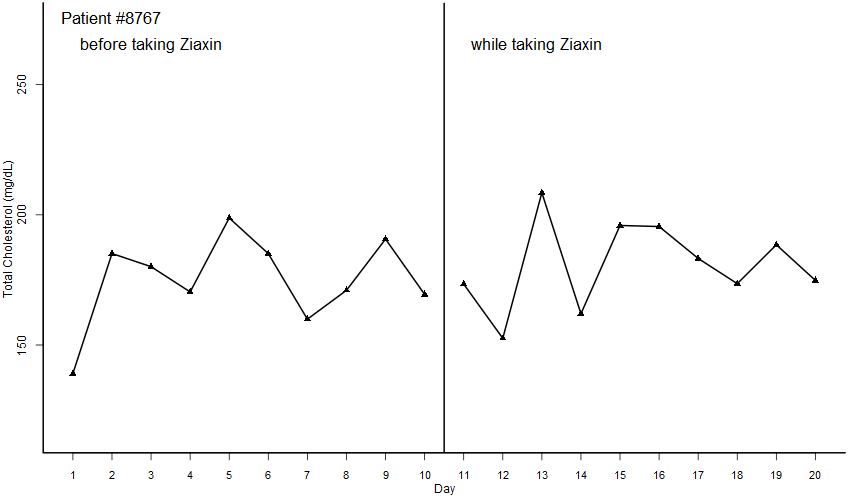 Patient #8767
before taking Ziaxin
while taking Ziaxin
Total Cholesterol (mg/dL)
250
200
150
1 2 3 4 5 6 7 8 9 10 11 12 13 14 15 16 17 18 19 20
Day